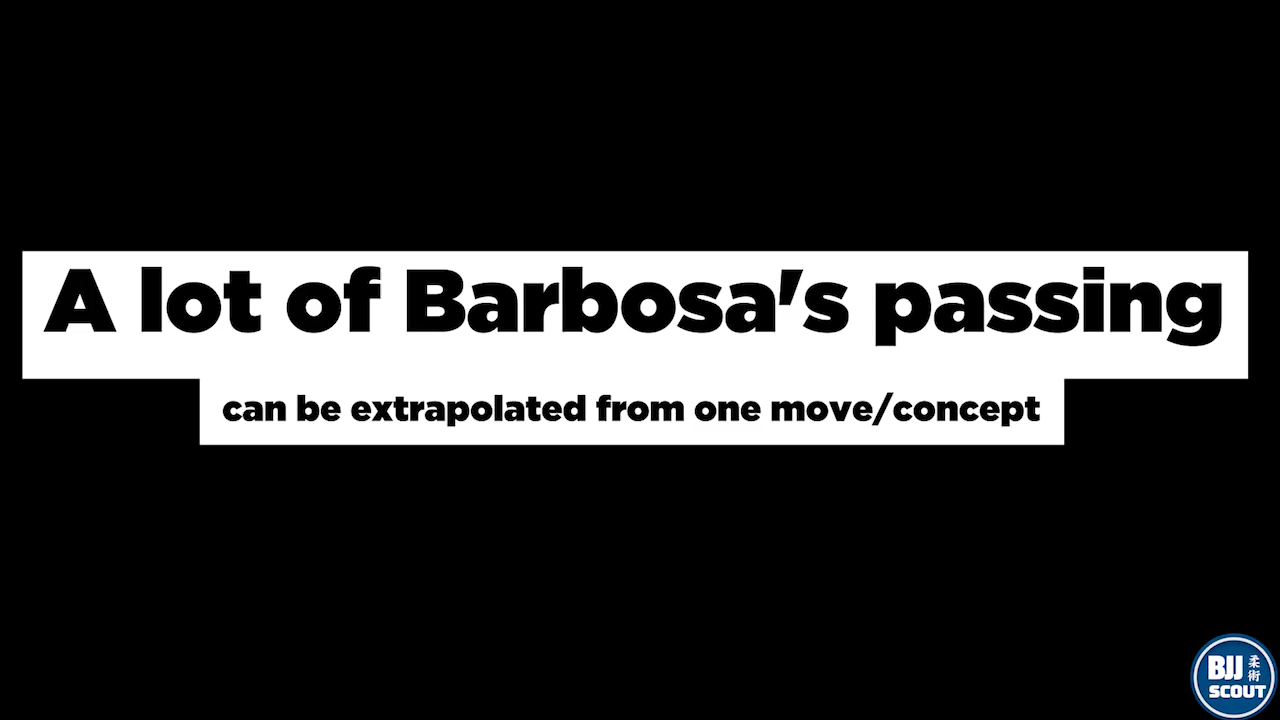 A lot of Barbosa's passing
can be extrapolated from one move/concept
BJJ 柔術
SCOUT